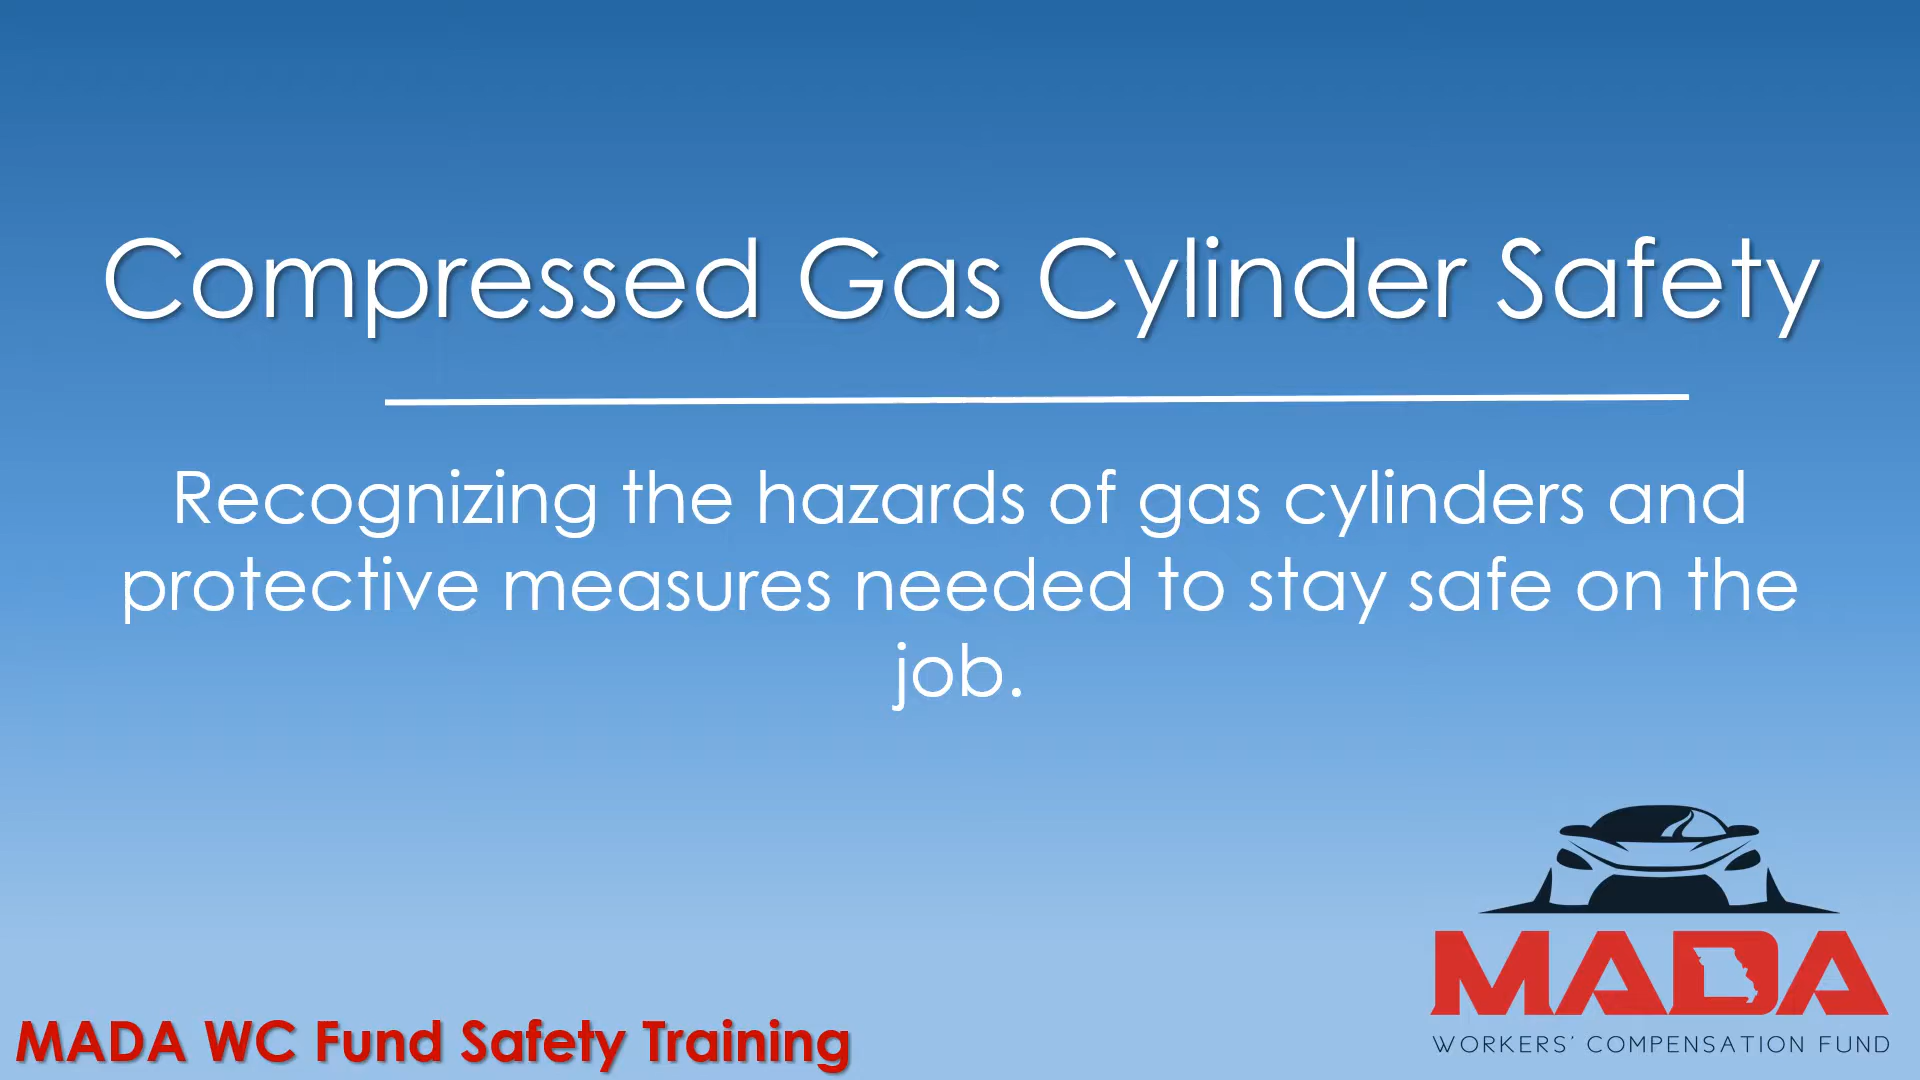 Compressed Gas Cylinder Safety
Recognizing the hazards of gas cylinders and
protective measures needed to stay safe on the
job.
MADA
WORKERS' COMPENSATION FUND
MADA WC Fund Safety Training